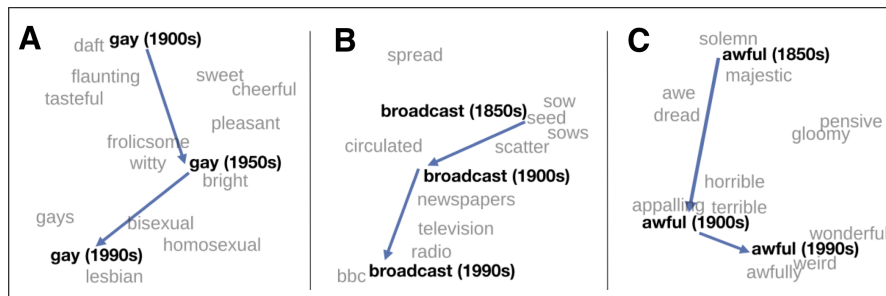 A
daft gay (1900s)
flaunting
sweet
tasteful
cheerful
pleasant
frolicsome
witty
gay (1950s)
bright
gays
bisexual
homosexual
gay (1990s)
lesbian
B
spread
broadcast (1850s)
sow
seed
sows
circulated
scatter
broadcast (1900s)
newspapers
television
radio
bbc broadcast (1990s)
C
solemn
awful (1850s)
majestic
awe
dread
pensive
gloomy
horrible
appalling terrible
awful (1900s)
wonderful
awful (1990s)
weird
awfully